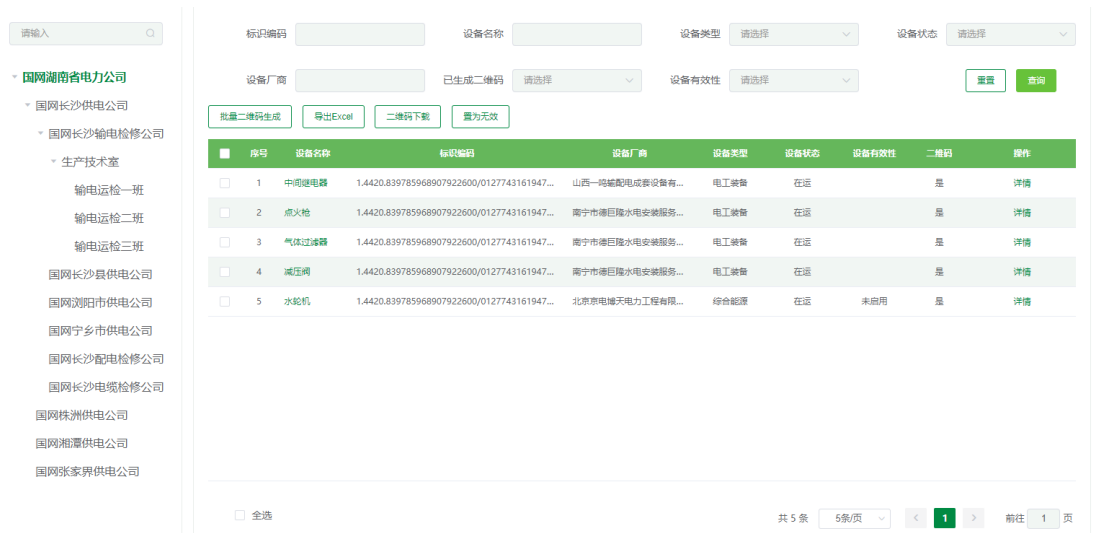 请输入
国网湖南省电力公司
国网长沙供电公司
国网长沙输电检修公司
生产技术室
输电运检一班
输电运检二班
输电运检三班
国网长沙县供电公司
国网浏阳市供电公司
国网宁乡市供电公司
国网长沙配电检修公司
国网长沙电缆检修公司
国网株洲供电公司
国网湘潭供电公司
国网张家界供电公司
标识编码 设备名称 设备类型 请选择 设备状态 请选择
设备厂商 已生成二维码 请选择 设备有效性 请选择 重置 查询
批量二维码生成 导出Excel 二维码下载 置为无效
序号 设备名称 标识编码 设备厂商 设备类型 设备状态 设备有效性 二维码 操作
1 中间继电器 1.4420.839785968907922600/0127743161947... 山西一鸣输配电成套设备有... 电工装备 在运 是 详情
2 点火枪 1.4420.839785968907922600/0127743161947... 南宁市德巨隆水电安装服务... 电工装备 在运 是 详情
3 气体过滤器 1.4420.839785968907922600/0127743161947... 南宁市德巨隆水电安装服务... 电工装备 在运 是 详情
4 减压阀 1.4420.839785968907922600/0127743161947... 南宁市德巨隆水电安装服务... 电工装备 在运 是 详情
5 水轮机 1.4420.839785968907922600/0127743161947... 北京京电博天电力工程有限... 综合能源 在运 未启用 是 详情
全选 共 5 条 5条/页 < 1 > 前往 1 页